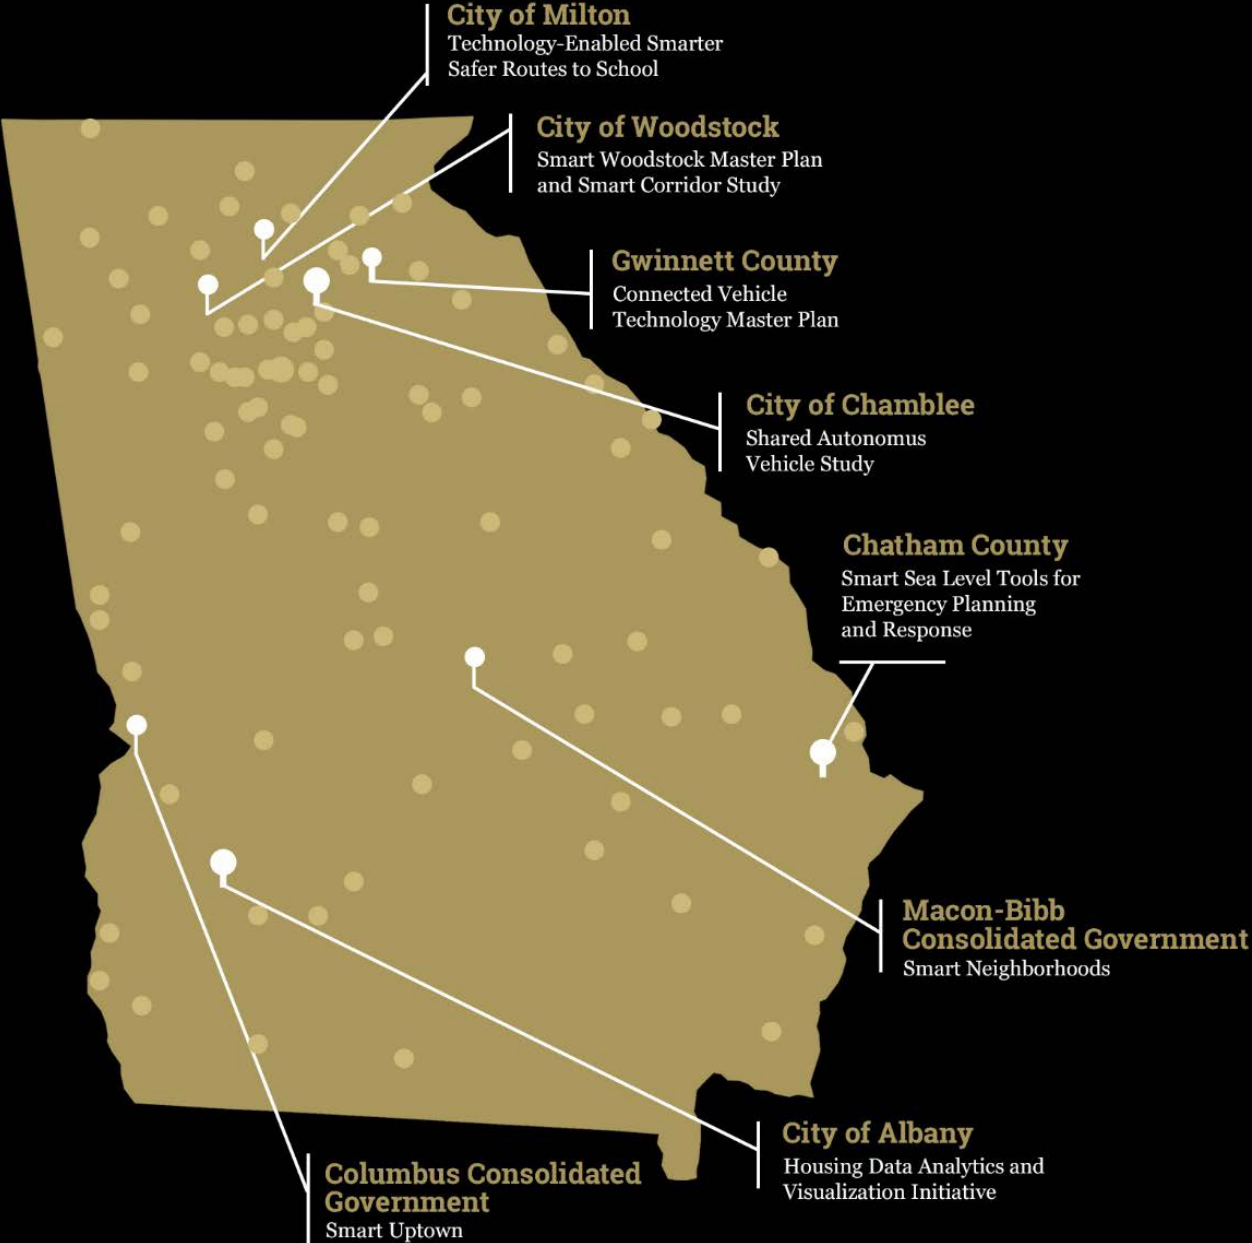 City of Milton
Technology-Enabled Smarter
Safer Routes to School
City of Woodstock
Smart Woodstock Master Plan
and Smart Corridor Study
Gwinnett County
Connected Vehicle
Technology Master Plan
City of Chamblee
Shared Autonomus
Vehicle Study
Chatham County
Smart Sea Level Tools for
Emergency Planning
and Response
Macon-Bibb
Consolidated Government
Smart Neighborhoods
City of Albany
Housing Data Analytics and
Visualization Initiative
Columbus Consolidated
Government
Smart Uptown